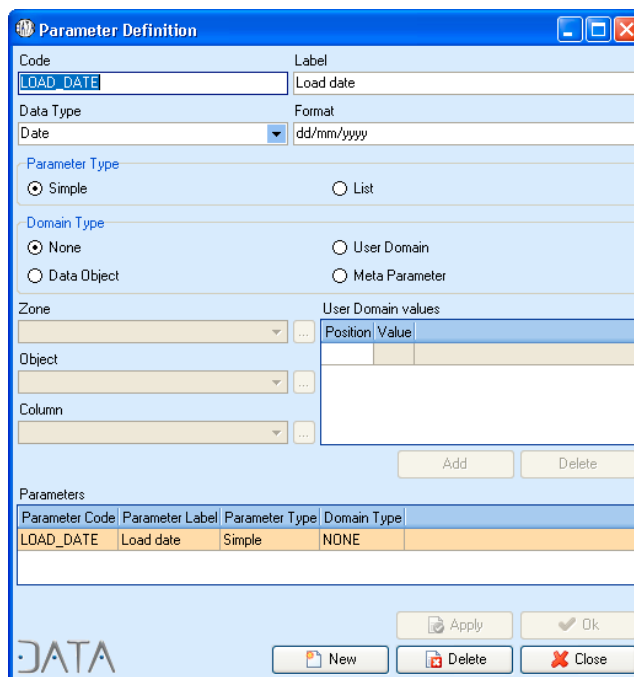 Parameter Definition
Code Label
LOAD_DATE Load date
Data Type Format
Date dd/mm/yyyy
Parameter Type
Simple List
Domain Type
None User Domain
Data Object Meta Parameter
Zone User Domain values
... Position Value
Object
...
Column
...
Add Delete
Parameters
Parameter Code Parameter Label Parameter Type Domain Type
LOAD_DATE Load date Simple NONE
Apply Ok
DATA New Delete Close